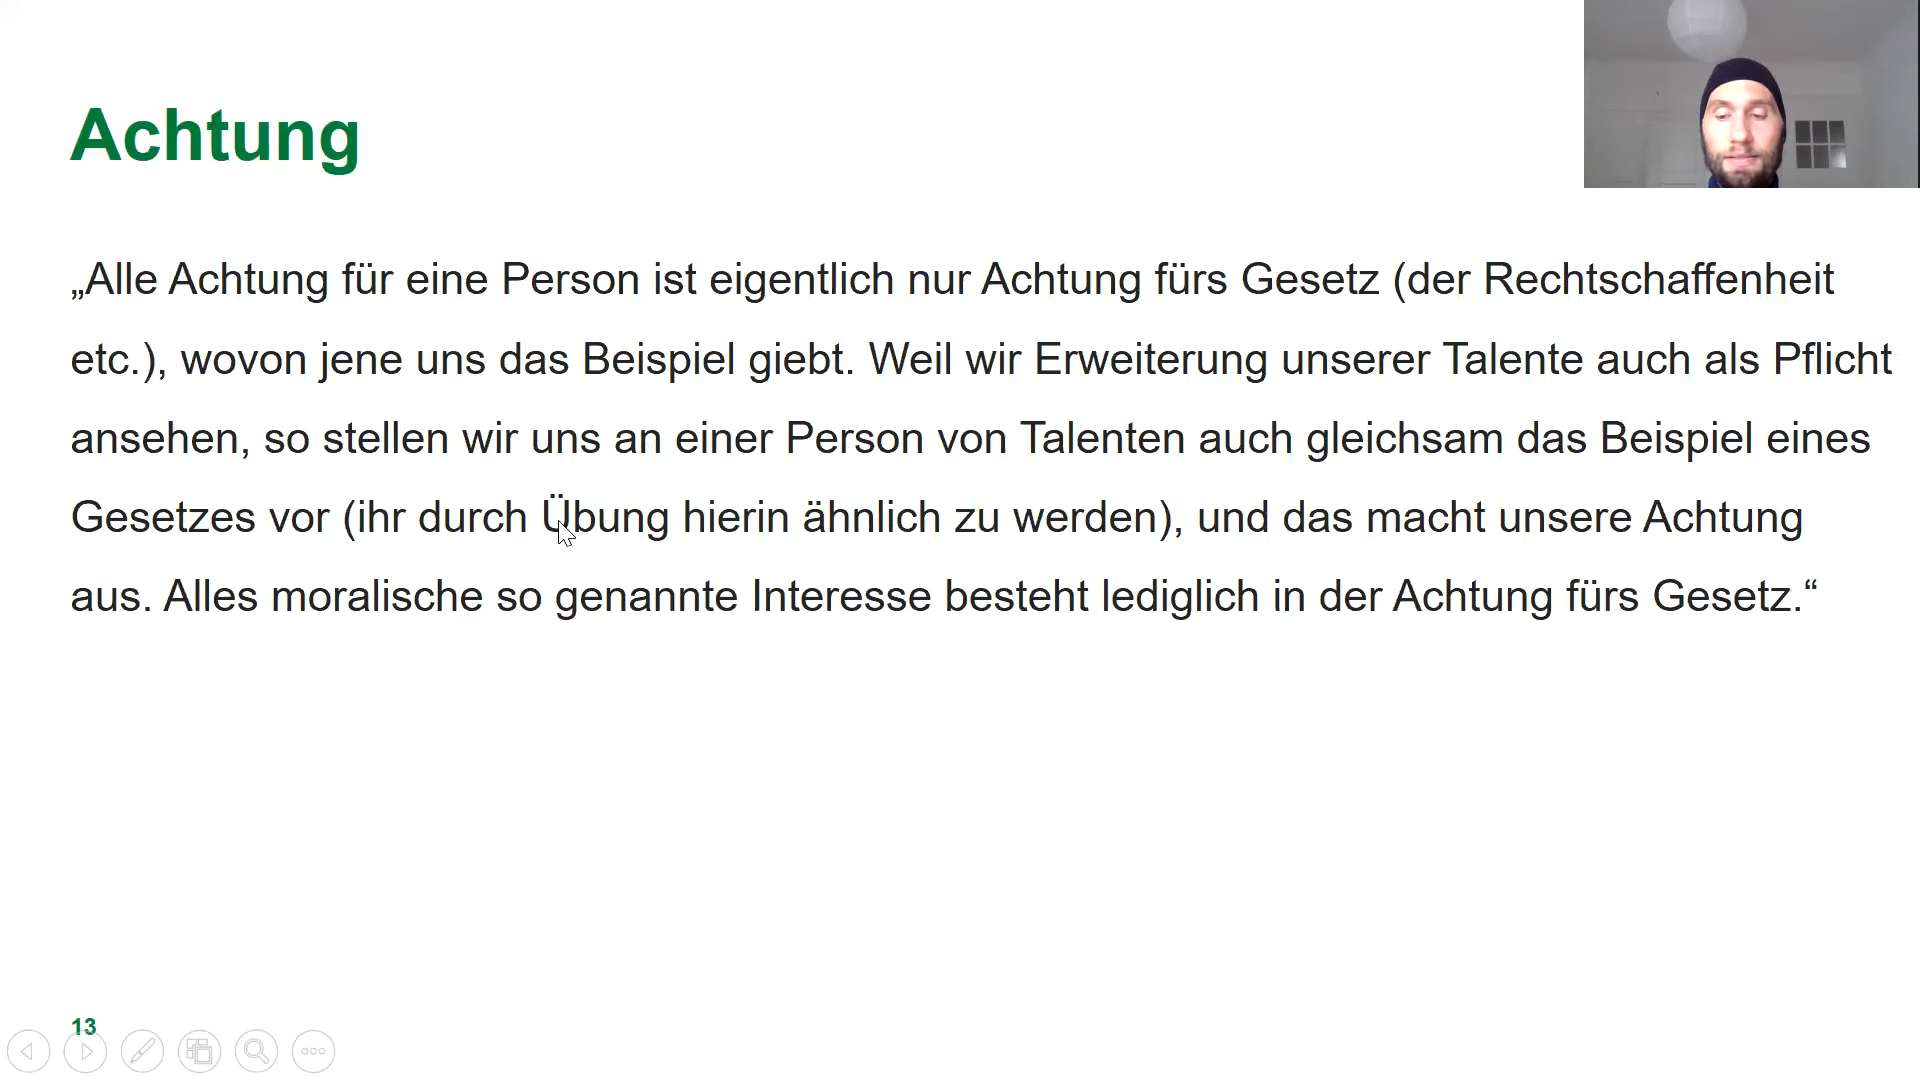 Achtung
„Alle Achtung für eine Person ist eigentlich nur Achtung fürs Gesetz (der Rechtschaffenheit
etc.), wovon jene uns das Beispiel giebt. Weil wir Erweiterung unserer Talente auch als Pflicht
ansehen, so stellen wir uns an einer Person von Talenten auch gleichsam das Beispiel eines
Gesetzes vor (ihr durch Übung hierin ähnlich zu werden), und das macht unsere Achtung
aus. Alles moralische so genannte Interesse besteht lediglich in der Achtung fürs Gesetz.“
13